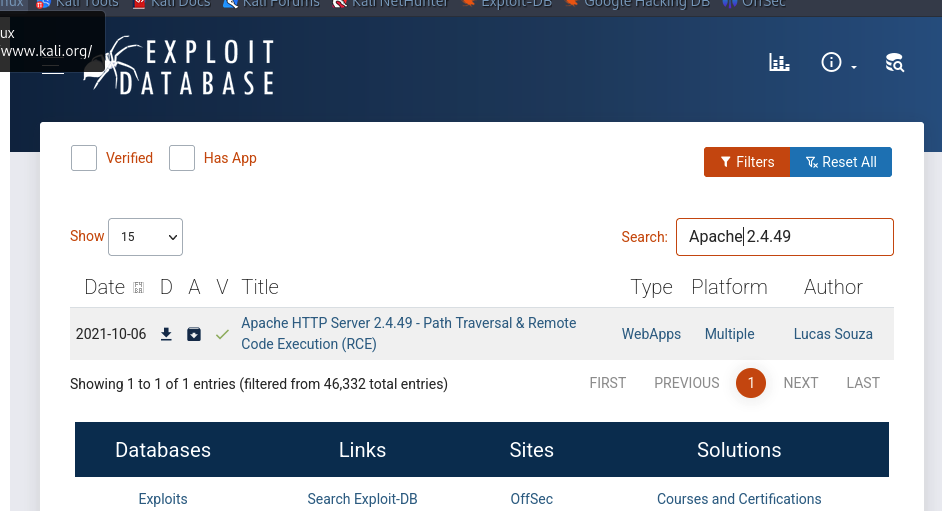 nux Kali Tools Kali Docs Kali Forums Kali NetHunter Exploit-DB Google Hacking DB OffSec
ux
www.kali.org/
EXPLOIT
DATABASE
Verified Has App Filters Reset All
Show 15 Search: Apache 2.4.49
Date D A V Title Type Platform Author
2021-10-06 Apache HTTP Server 2.4.49 - Path Traversal & Remote WebApps Multiple Lucas Souza
Code Execution (RCE)
Showing 1 to 1 of 1 entries (filtered from 46,332 total entries) FIRST PREVIOUS 1 NEXT LAST
Databases Links Sites Solutions
Exploits Search Exploit-DB OffSec Courses and Certifications